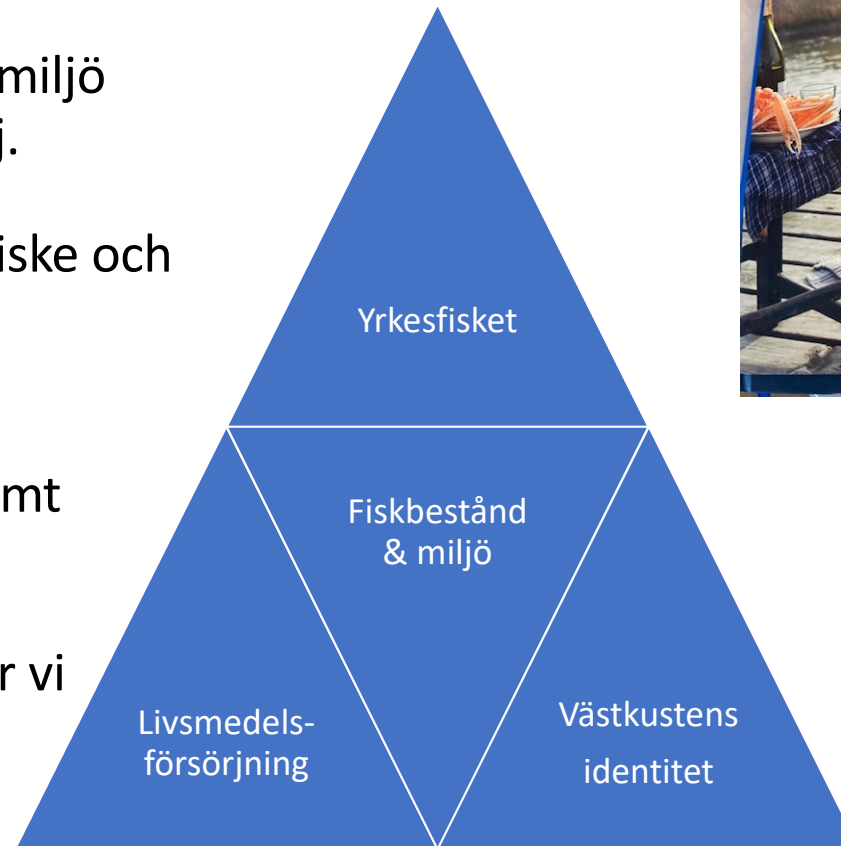 miljö
j.
iske och
mt
r vi
Yrkesfisket
Fiskbestånd
& miljö
Livsmedels-
försörjning
Västkustens
identitet